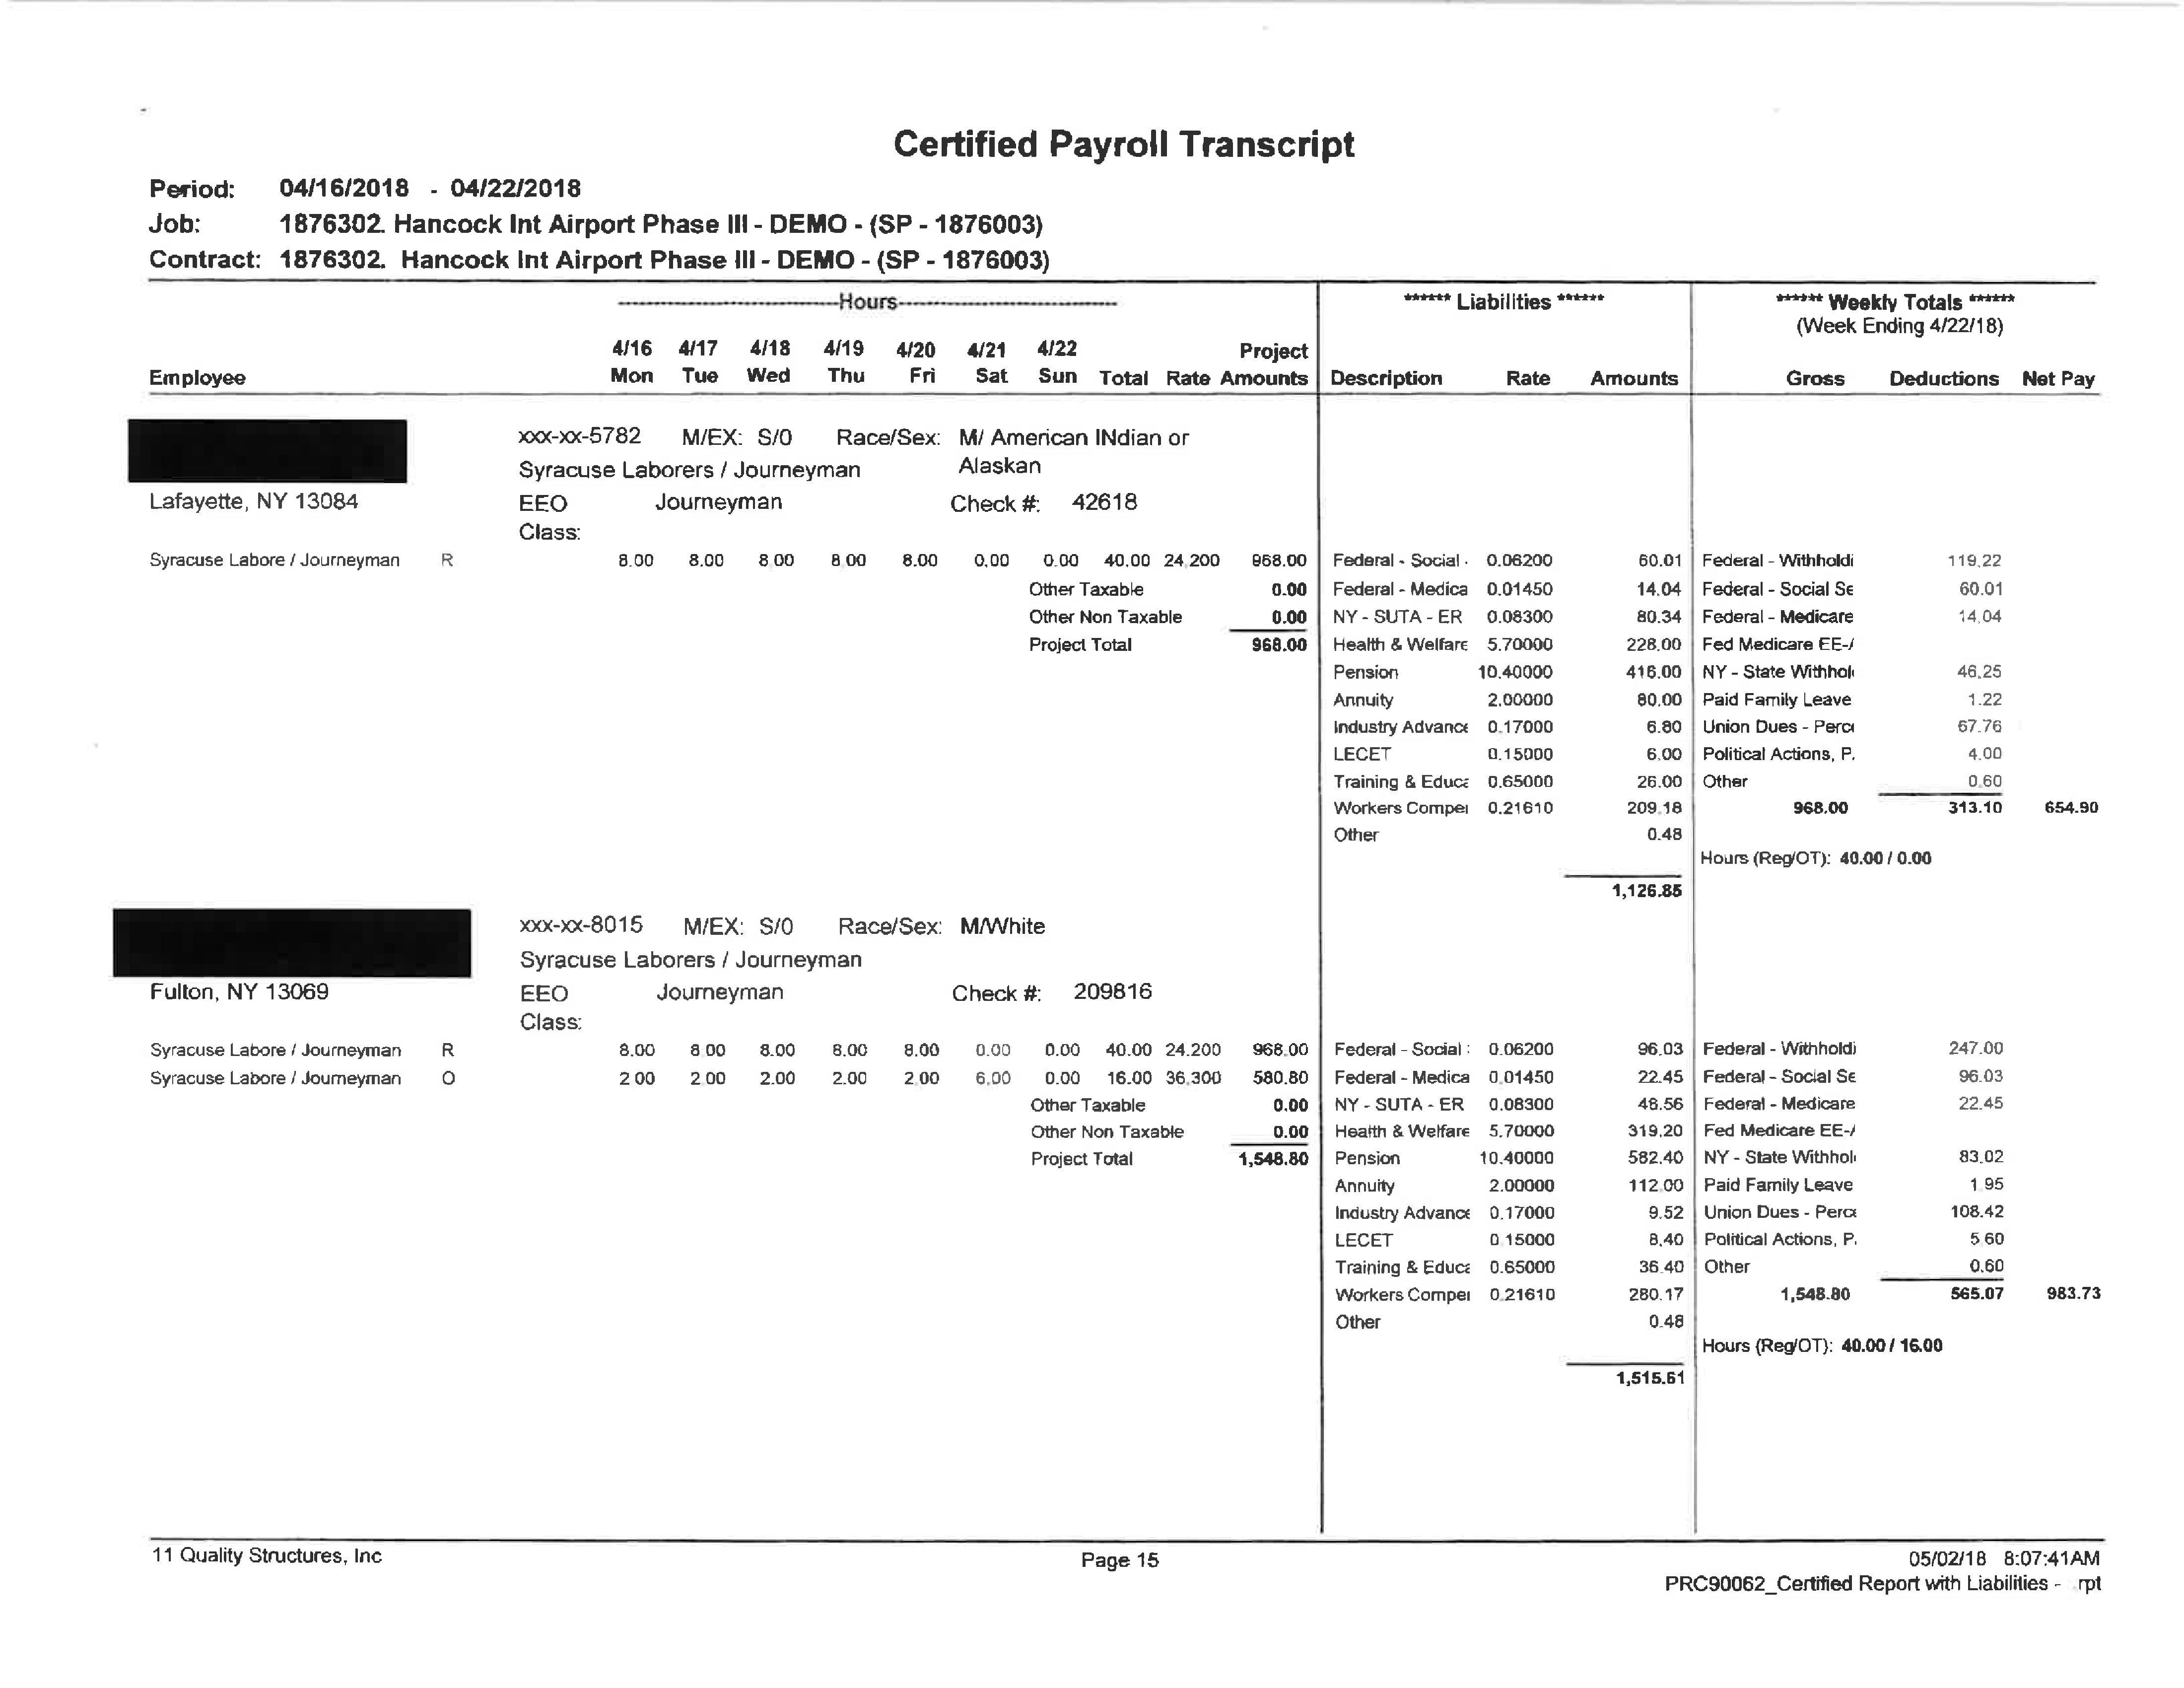 Certified Payroll Transcript
Period: 04/16/2018 - 04/22/2018
Job: 1876302. Hancock Int Airport Phase III - DEMO - (SP - 1876003)
Contract: 1876302. Hancock Int Airport Phase III - DEMO - (SP - 1876003)
Hours ****** Liabilities ****** ****** Weekly Totals ******
(Week Ending 4/22/18)
4/16 4/17 4/18 4/19 4/20 4/21 4/22 Project
Employee Mon Tue Wed Thu Fri Sat Sun Total Rate Amounts Description Rate Amounts Gross Deductions Net Pay
xxx-xx-5782 M/EX: S/0 Race/Sex: M/ American INdian or
Syracuse Laborers / Journeyman Alaskan
Lafayette, NY 13084 EEO Journeyman Check #: 42618
Class:
Syracuse Labore / Journeyman R 8.00 8.00 8.00 8.00 8.00 0.00 0.00 40.00 24.200 968.00 Federal - Social 0.06200 60.01 Federal - Withholdi 119.22
Other Taxable 0.00 Federal - Medica 0.01450 14.04 Federal - Social Se 60.01
Other Non Taxable 0.00 NY - SUTA - ER 0.08300 80.34 Federal - Medicare 14.04
Project Total 968.00 Health & Welfare 5.70000 228.00 Fed Medicare EE-/
Pension 10.40000 416.00 NY - State Withhol 46.25
Annuity 2.00000 80.00 Paid Family Leave 1.22
Industry Advance 0.17000 6.80 Union Dues - Perc 67.76
LECET 0.15000 6.00 Political Actions, P. 4.00
Training & Educa 0.65000 26.00 Other 0.60
Workers Compe 0.21610 209.18 968.00 313.10 654.90
Other 0.48
Hours (Reg/OT): 40.00 / 0.00
1,126.85
xxx-xx-8015 M/EX: S/0 Race/Sex: M/White
Syracuse Laborers / Journeyman
Fulton, NY 13069 EEO Journeyman Check #: 209816
Class:
Syracuse Labore / Journeyman R 8.00 8.00 8.00 8.00 8.00 0.00 0.00 40.00 24.200 968.00 Federal - Social 0.06200 96.03 Federal - Withholdi 247.00
Syracuse Labore / Journeyman O 2.00 2.00 2.00 2.00 2.00 6.00 0.00 16.00 36.300 580.80 Federal - Medica 0.01450 22.45 Federal - Social Se 96.03
Other Taxable 0.00 NY - SUTA - ER 0.08300 48.56 Federal - Medicare 22.45
Other Non Taxable 0.00 Health & Welfare 5.70000 319.20 Fed Medicare EE-/
Project Total 1,548.80 Pension 10.40000 582.40 NY - State Withhol 83.02
Annuity 2.00000 112.00 Paid Family Leave 1.95
Industry Advance 0.17000 9.52 Union Dues - Perce 108.42
LECET 0.15000 8.40 Political Actions, P. 5.60
Training & Educa 0.65000 36.40 Other 0.60
Workers Compe 0.21610 280.17 1,548.80 565.07 983.73
Other 0.48
Hours (Reg/OT): 40.00 / 16.00
1,515.61
11 Quality Structures, Inc Page 15 05/02/18 8:07:41AM
PRC90062_Certified Report with Liabilities - .rpt